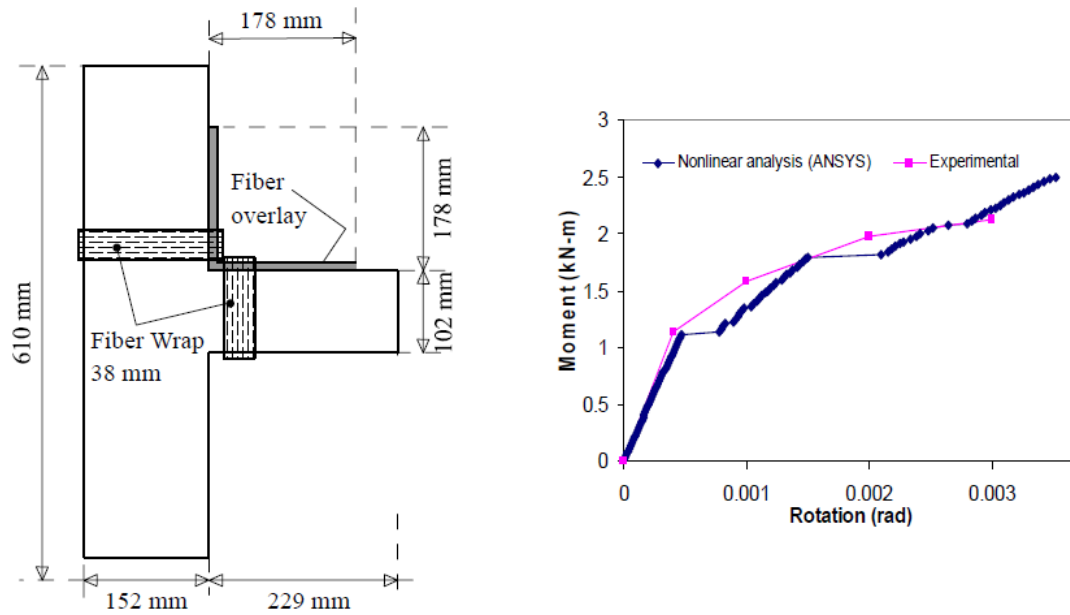 178 mm
Fiber
overlay
178 mm
610 mm
Fiber Wrap
38 mm
102 mm
152 mm
229 mm
3
2.5
2
1.5
1
0.5
0
Moment (kN-m)
Nonlinear analysis (ANSYS)
Experimental
0
0.001
0.002
0.003
Rotation (rad)